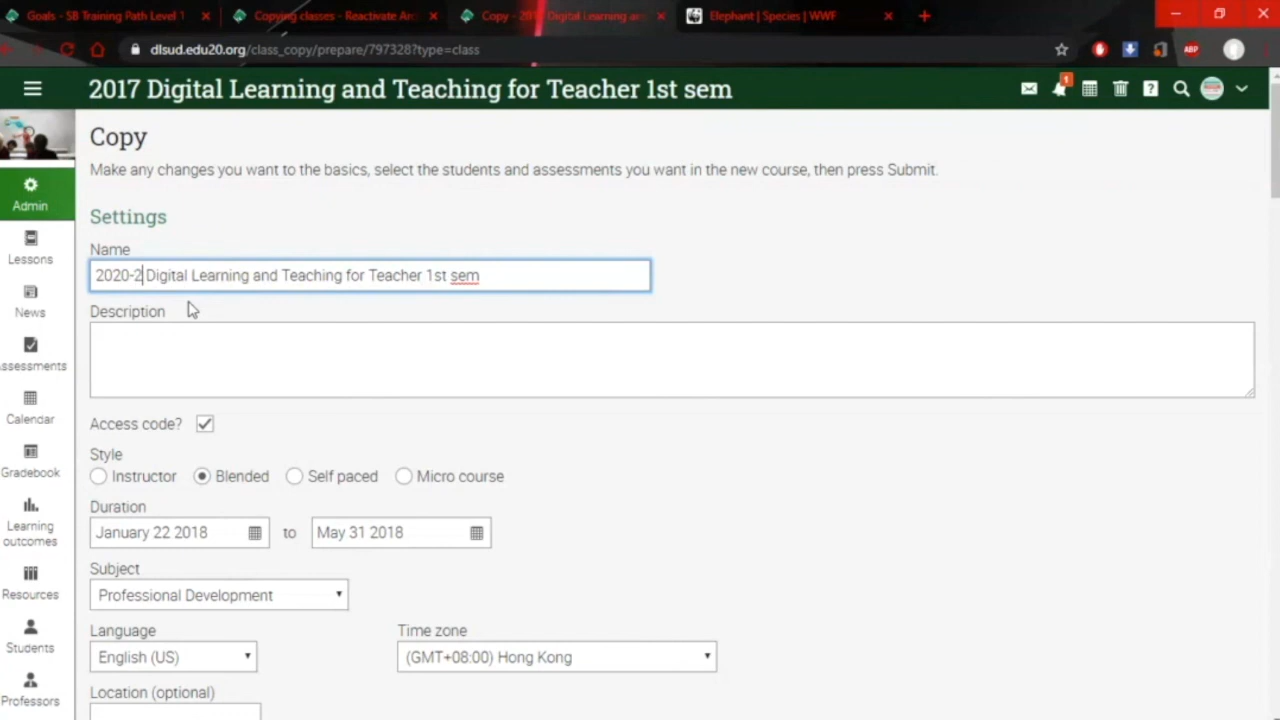 Goals - SB Training Path Level 1
Copying classes - Reactivate Arc
Copy - 2017 Digital Learning and
Elephant | Species | WWF
dlsud.edu20.org/class_copy/prepare/797328?type=class
ABP
2017 Digital Learning and Teaching for Teacher 1st sem
1
Copy
Make any changes you want to the basics, select the students and assessments you want in the new course, then press Submit.
Admin
Settings
Name
Lessons
2020-2 Digital Learning and Teaching for Teacher 1st sem
News
Description
Assessments
Calendar
Access code?
Style
Gradebook
Instructor Blended Self paced Micro course
Duration
Learning
outcomes
January 22 2018 to May 31 2018
Subject
Resources
Professional Development
Language Time zone
Students
English (US) (GMT+08:00) Hong Kong
Location (optional)
Professors